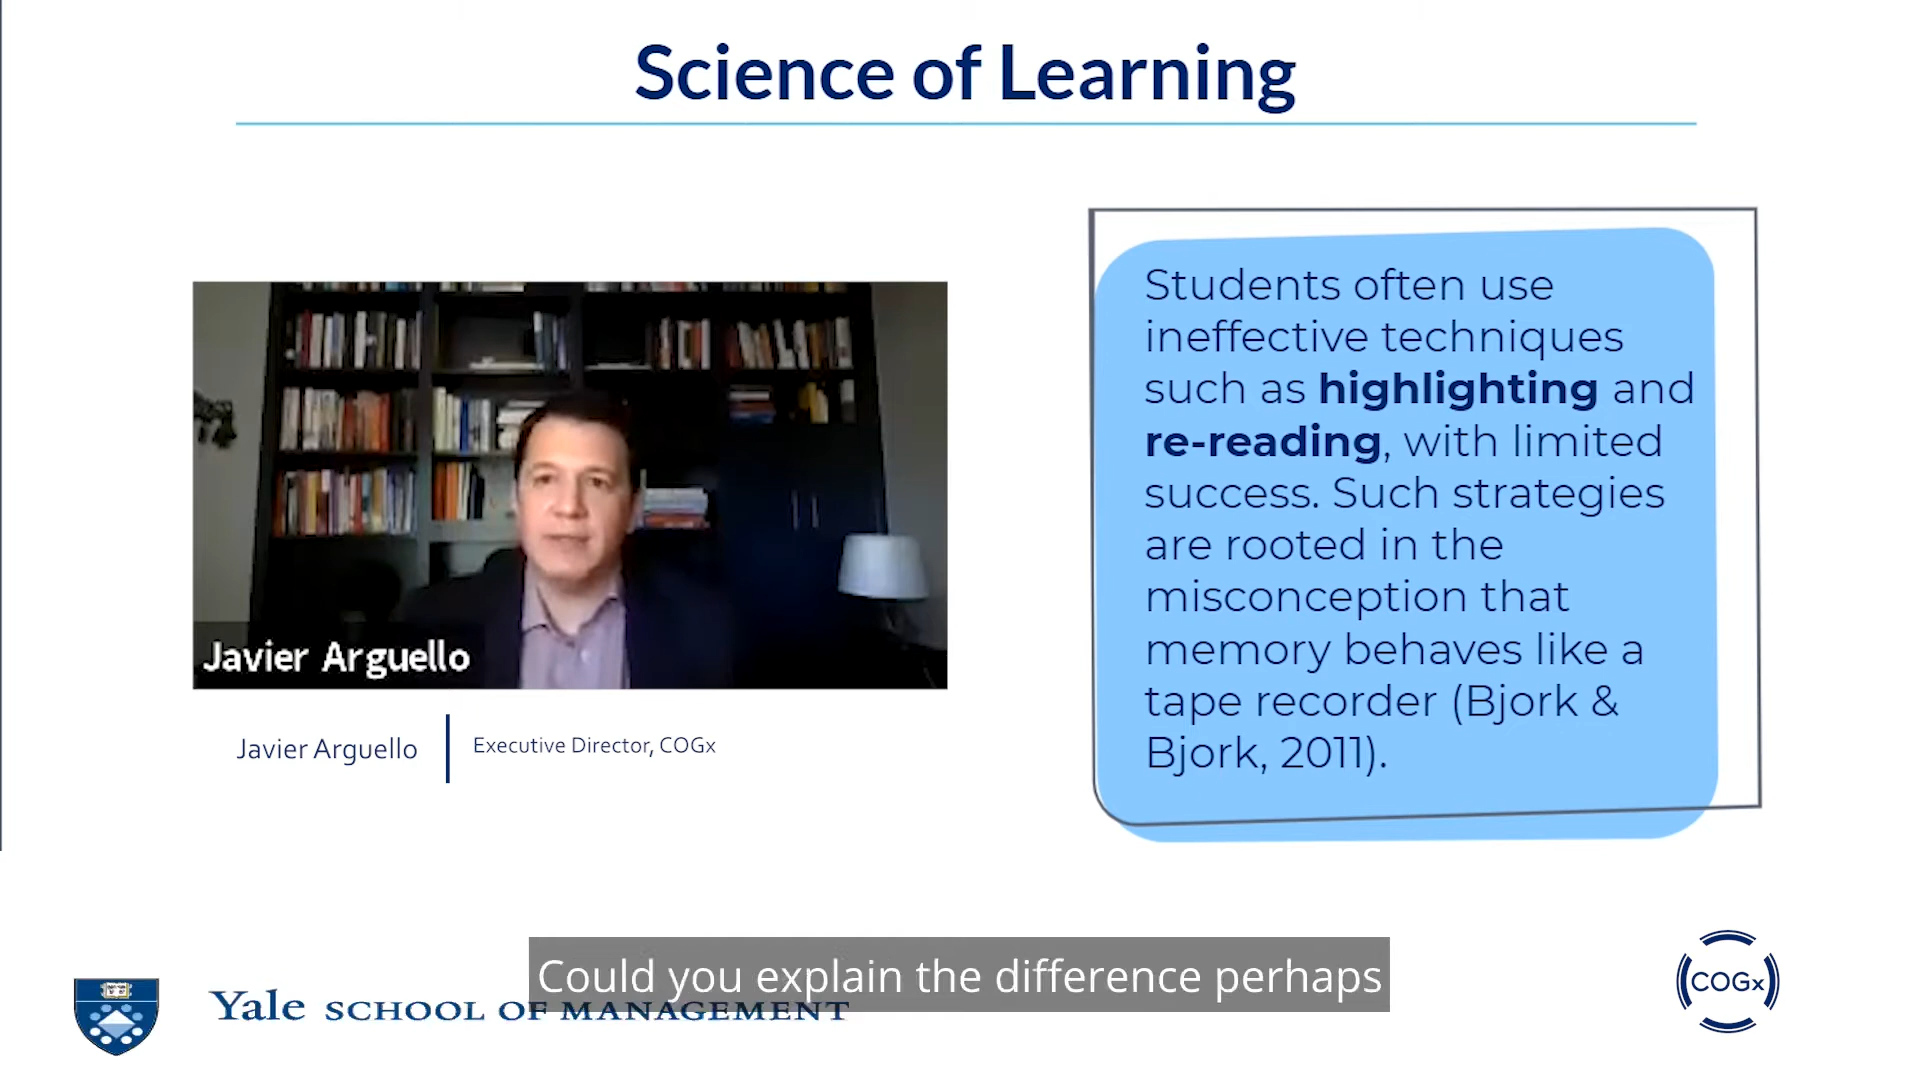 Science of Learning
Students often use
ineffective techniques
such as highlighting and
re-reading, with limited
success. Such strategies
are rooted in the
misconception that
memory behaves like a
tape recorder (Bjork &
Bjork, 2011).
Javier Arguello
Javier Arguello
Executive Director, COGx
Could you explain the difference perhaps
Yale SCHOOL OF MANAGEMENT
COGx